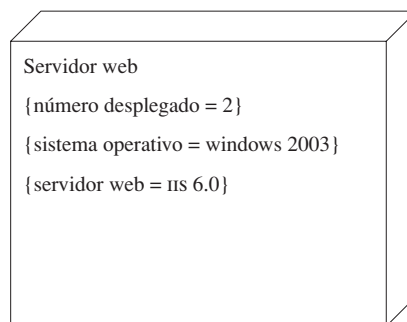 Servidor web
{número desplegado = 2}
{sistema operativo = windows 2003}
{servidor web = IIS 6.0}